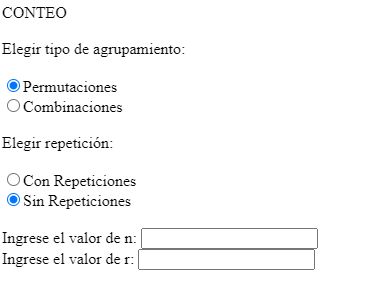 CONTEO
Elegir tipo de agrupamiento:
Permutaciones
Combinaciones
Elegir repetición:
Con Repeticiones
Sin Repeticiones
Ingrese el valor de n:
Ingrese el valor de r: